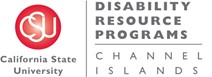 CSU
California State
University
DISABILITY
RESOURCE
PROGRAMS
CHANNEL
ISLANDS